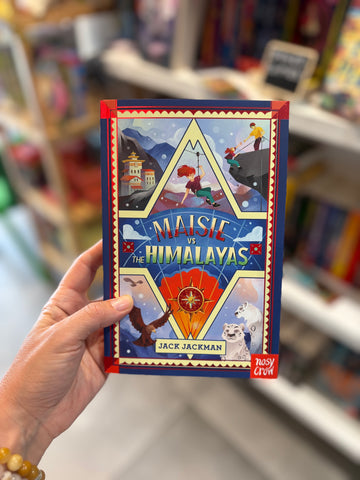 MAISIE
VS
THE HIMALAYAS
JACK JACKMAN
nosy
crow